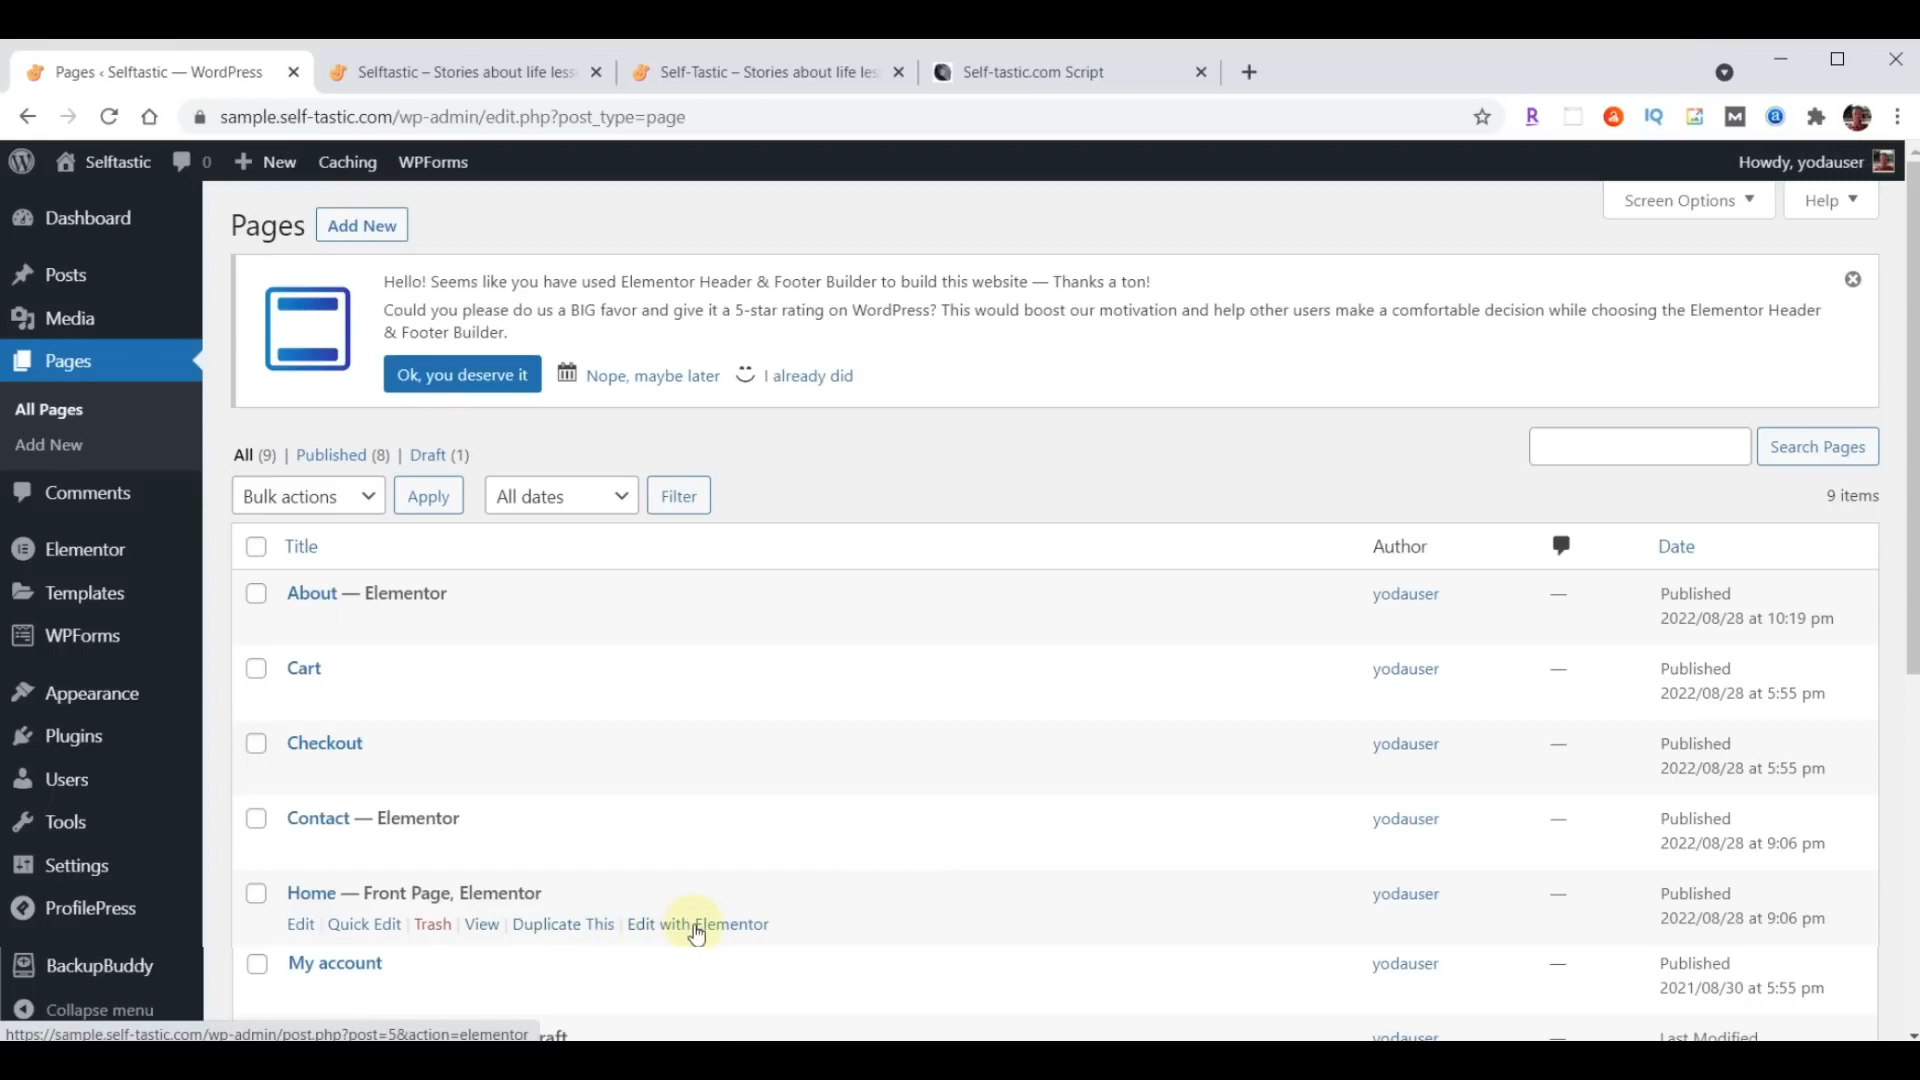 Pages ‹ Selftastic — WordPress
Selftastic – Stories about life less
Self-Tastic – Stories about life les
Self-tastic.com Script
sample.self-tastic.com/wp-admin/edit.php?post_type=page
Selftastic
0
New
Caching
WPForms
Howdy, yodauser
Screen Options
Help
Dashboard
Posts
Media
Pages
All Pages
Add New
Comments
Elementor
Templates
WPForms
Appearance
Plugins
Users
Tools
Settings
ProfilePress
BackupBuddy
Collapse menu
Pages Add New
Hello! Seems like you have used Elementor Header & Footer Builder to build this website — Thanks a ton!
Could you please do us a BIG favor and give it a 5-star rating on WordPress? This would boost our motivation and help other users make a comfortable decision while choosing the Elementor Header
& Footer Builder.
Ok, you deserve it Nope, maybe later I already did
All (9) | Published (8) | Draft (1)
Search Pages
Bulk actions Apply All dates Filter
9 items
Title Author Date
About — Elementor yodauser — Published
2022/08/28 at 10:19 pm
Cart yodauser — Published
2022/08/28 at 5:55 pm
Checkout yodauser — Published
2022/08/28 at 5:55 pm
Contact — Elementor yodauser — Published
2022/08/28 at 9:06 pm
Home — Front Page, Elementor yodauser — Published
Edit | Quick Edit | Trash | View | Duplicate This | Edit with Elementor 2022/08/28 at 9:06 pm
My account yodauser — Published
2021/08/30 at 5:55 pm
raft yodauser — Last Modified
https://sample.self-tastic.com/wp-admin/post.php?post=5&action=elementor